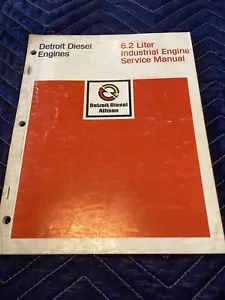 Detroit Diesel
Engines
6.2 Liter
Industrial Engine
Service Manual
Detroit Diesel
Allison